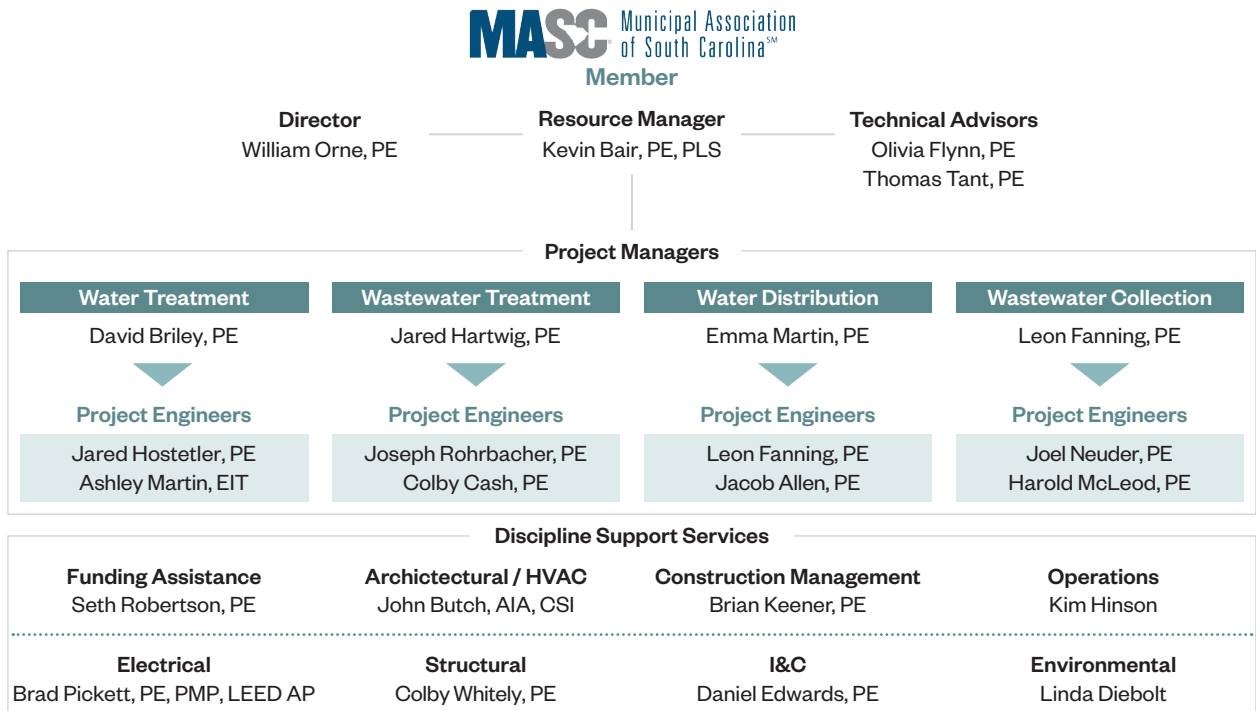 MASC Municipal Association
of South Carolina℠
Member
Director
William Orne, PE
Resource Manager
Kevin Bair, PE, PLS
Technical Advisors
Olivia Flynn, PE
Thomas Tant, PE
Project Managers
Water Treatment
David Briley, PE
Project Engineers
Jared Hostetler, PE
Ashley Martin, EIT
Wastewater Treatment
Jared Hartwig, PE
Project Engineers
Joseph Rohrbacher, PE
Colby Cash, PE
Water Distribution
Emma Martin, PE
Project Engineers
Leon Fanning, PE
Jacob Allen, PE
Wastewater Collection
Leon Fanning, PE
Project Engineers
Joel Neuder, PE
Harold McLeod, PE
Discipline Support Services
Funding Assistance
Seth Robertson, PE
Archictectural / HVAC
John Butch, AIA, CSI
Construction Management
Brian Keener, PE
Operations
Kim Hinson
Electrical
Brad Pickett, PE, PMP, LEED AP
Structural
Colby Whitely, PE
I&C
Daniel Edwards, PE
Environmental
Linda Diebolt